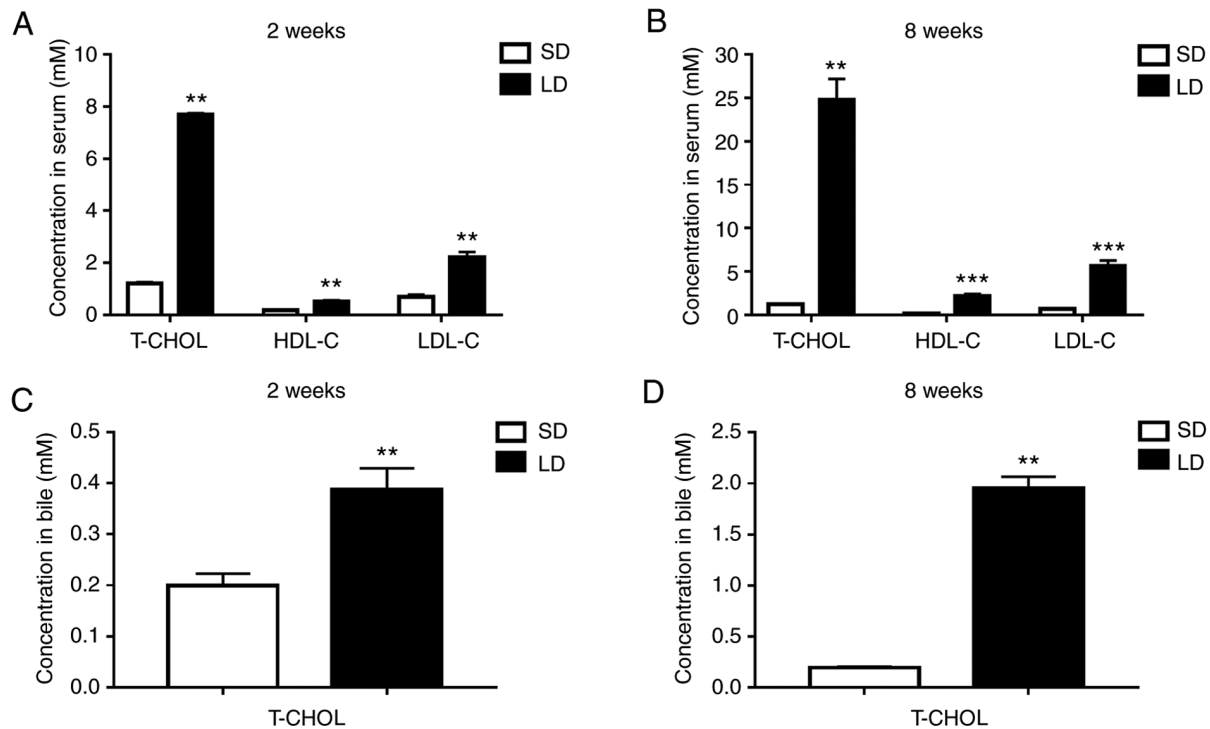 A
2 weeks
SD
LD
Concentration in serum (mM)
10
8
6
4
2
0
**
**
**
T-CHOL
HDL-C
LDL-C
B
8 weeks
SD
LD
Concentration in serum (mM)
30
25
20
15
10
5
0
**
***
***
T-CHOL
HDL-C
LDL-C
C
2 weeks
SD
LD
Concentration in bile (mM)
0.5
0.4
0.3
0.2
0.1
0.0
**
T-CHOL
D
8 weeks
SD
LD
Concentration in bile (mM)
2.5
2.0
1.5
1.0
0.5
0.0
**
T-CHOL